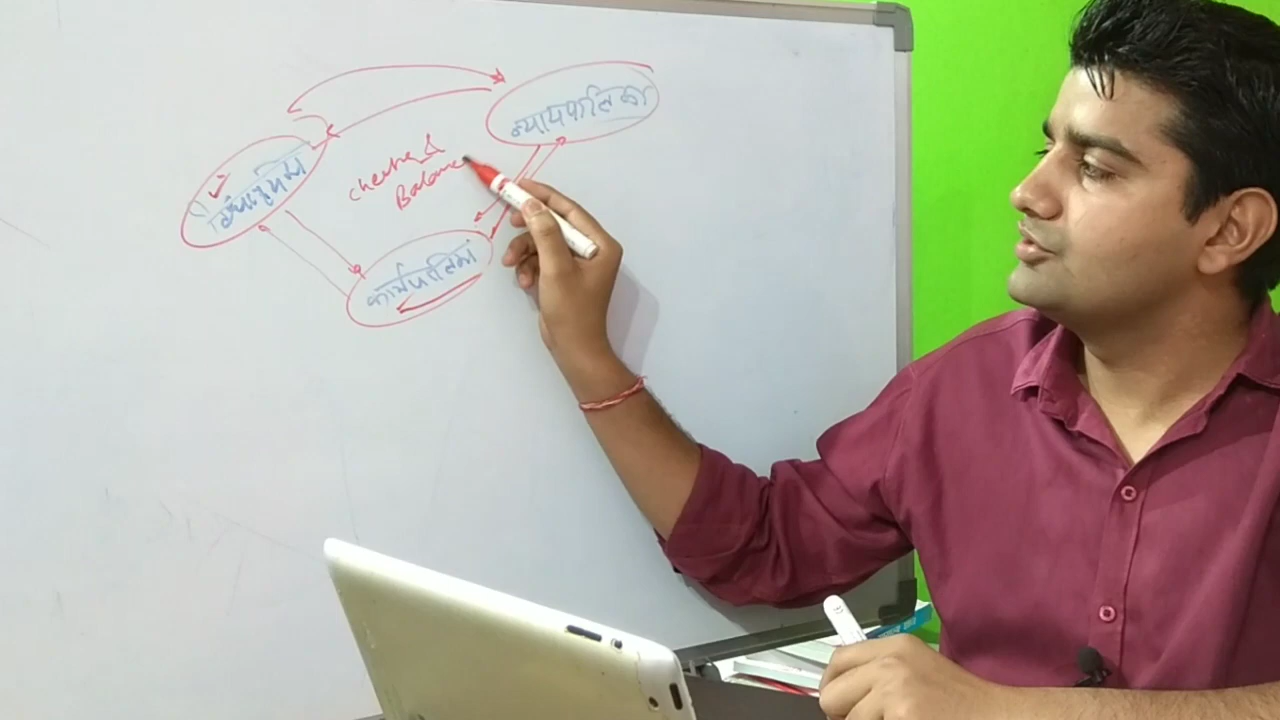 न्यायपालिका
विधायिका
Checks &
Balance
कार्यपालिका